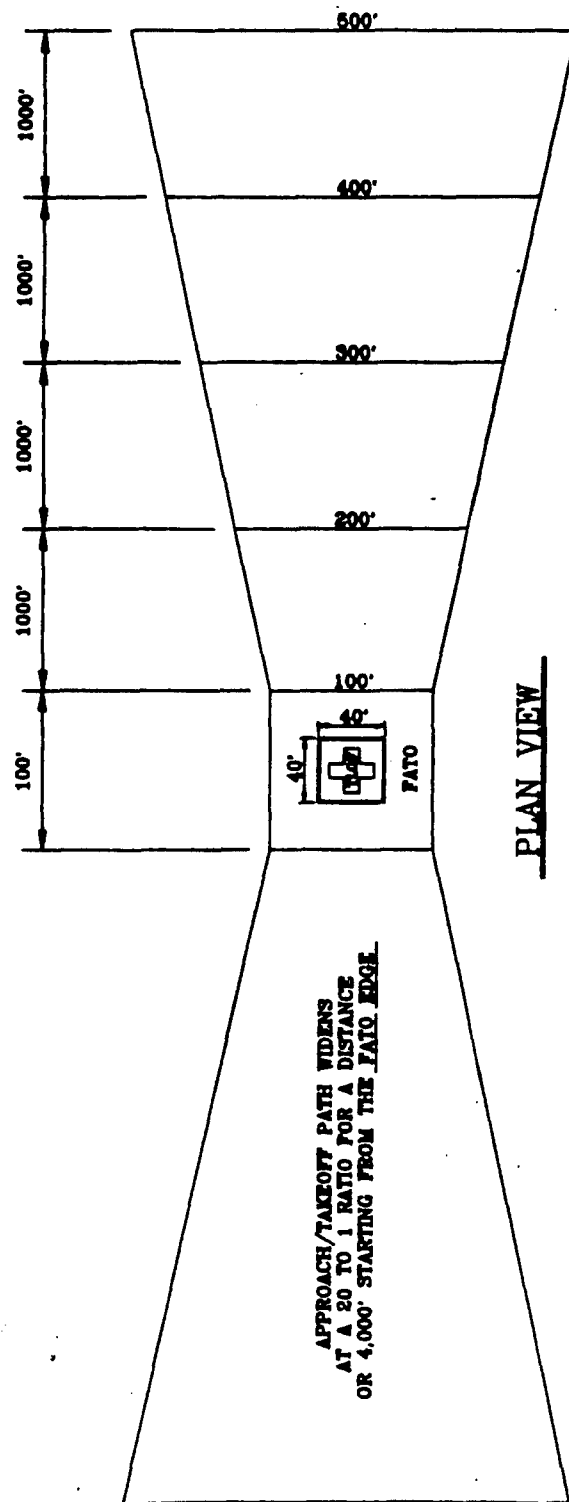 500'
1000'
400'
1000'
300'
1000'
200'
1000'
100'
100'
40'
40'
FATO
PLAN VIEW
APPROACH/TAKEOFF PATH WIDENS
AT A 20 TO 1 RATIO FOR A DISTANCE
OR 4,000' STARTING FROM THE FATO EDGE